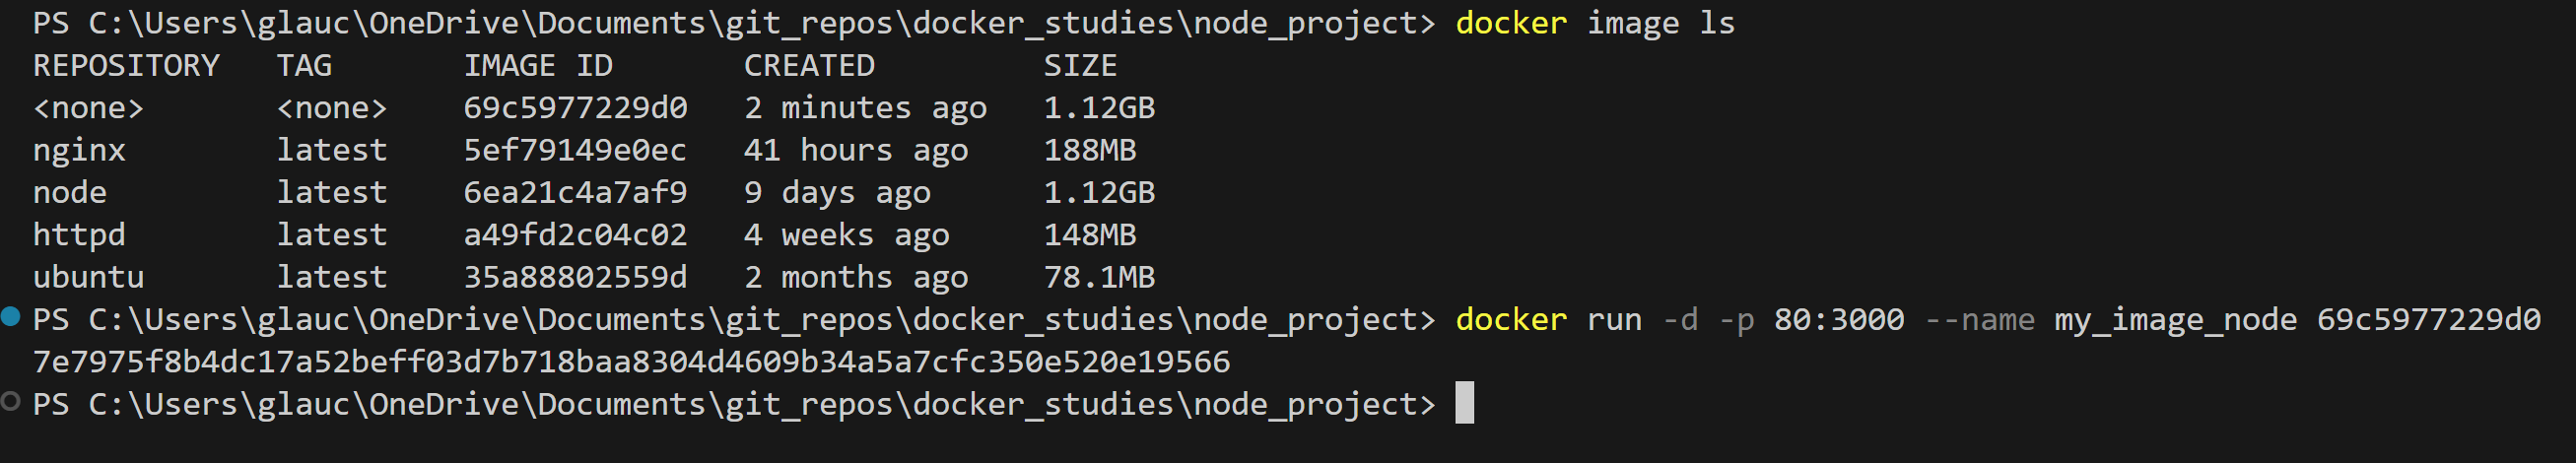 PS C:\Users\glauc\OneDrive\Documents\git_repos\docker_studies\node_project> docker image ls
REPOSITORY   TAG       IMAGE ID       CREATED         SIZE
<none>       <none>    69c5977229d0   2 minutes ago   1.12GB
nginx        latest    5ef79149e0ec   41 hours ago    188MB
node         latest    6ea21c4a7af9   9 days ago      1.12GB
httpd        latest    a49fd2c04c02   4 weeks ago     148MB
ubuntu       latest    35a88802559d   2 months ago    78.1MB
PS C:\Users\glauc\OneDrive\Documents\git_repos\docker_studies\node_project> docker run -d -p 80:3000 --name my_image_node 69c5977229d0
7e7975f8b4dc17a52beff03d7b718baa8304d4609b34a5a7cfc350e520e19566
PS C:\Users\glauc\OneDrive\Documents\git_repos\docker_studies\node_project>